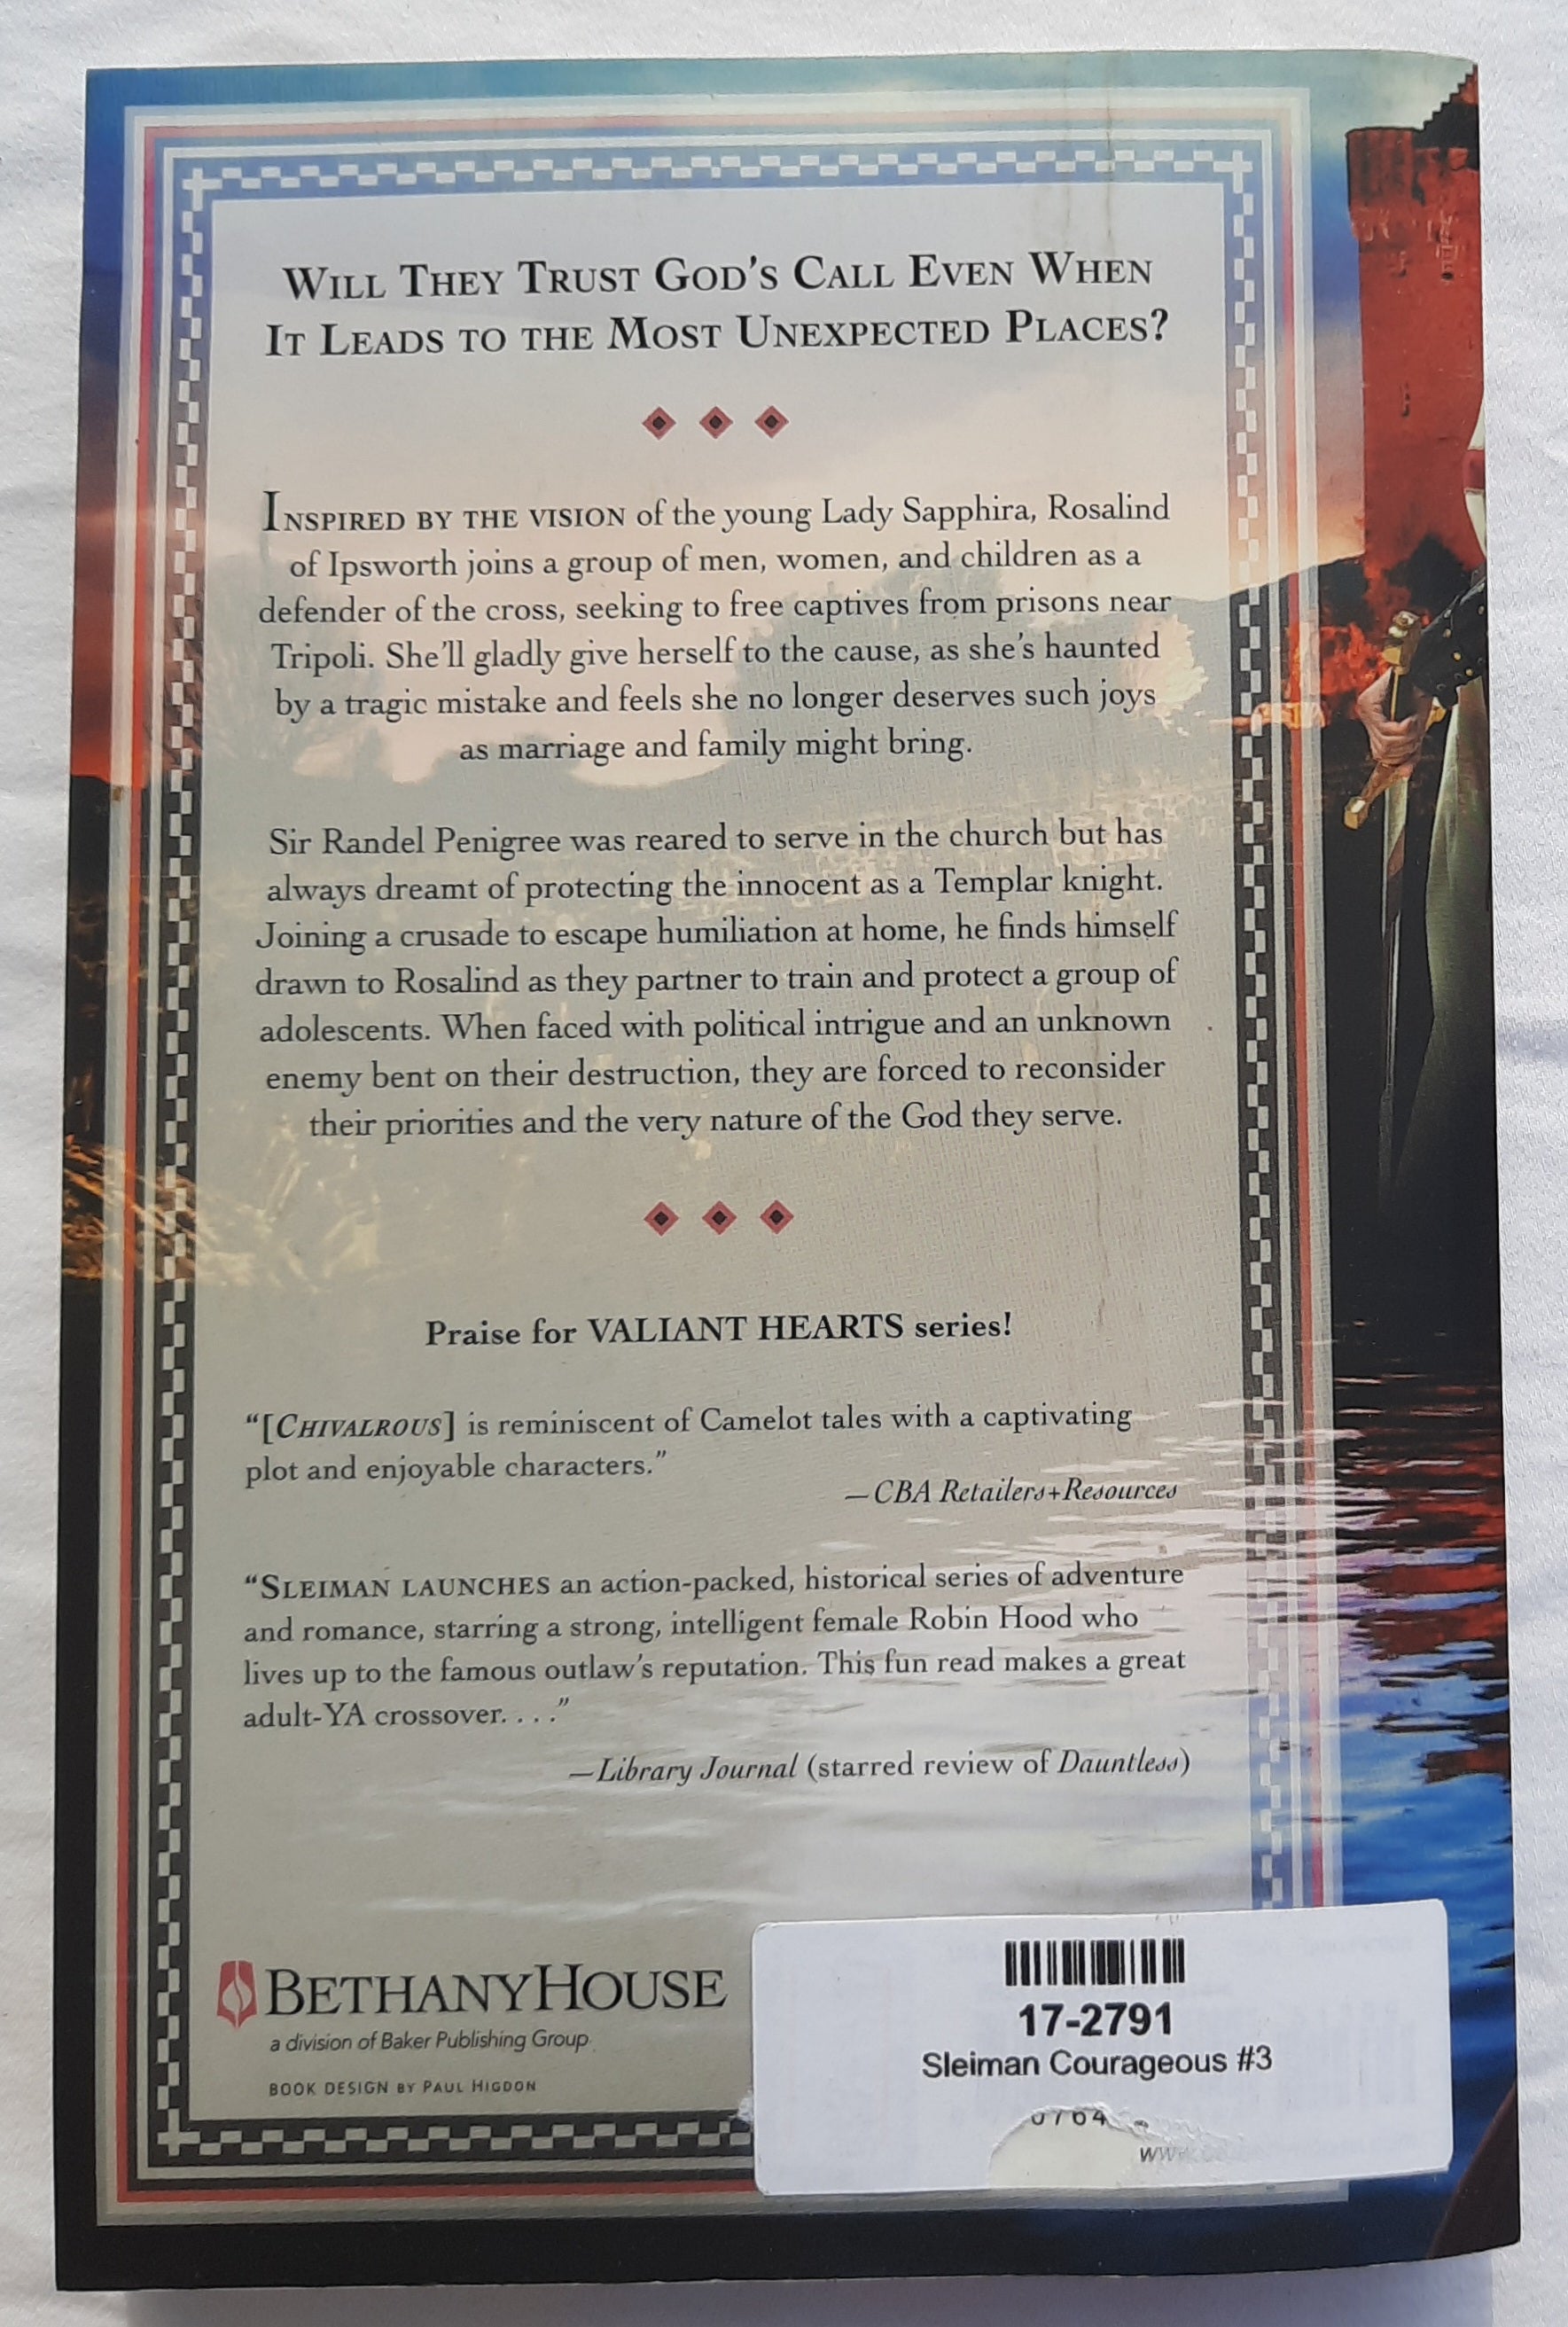 WILL THEY TRUST GOD'S CALL EVEN WHEN
IT LEADS TO THE MOST UNEXPECTED PLACES?
INSPIRED BY THE VISION of the young Lady Sapphira, Rosalind
of Ipsworth joins a group of men, women, and children as a
defender of the cross, seeking to free captives from prisons near
Tripoli. She'll gladly give herself to the cause, as she's haunted
by a tragic mistake and feels she no longer deserves such joys
as marriage and family might bring.
Sir Randel Penigree was reared to serve in the church but has
always dreamt of protecting the innocent as a Templar knight.
Joining a crusade to escape humiliation at home, he finds himself
drawn to Rosalind as they partner to train and protect a group of
adolescents. When faced with political intrigue and an unknown
enemy bent on their destruction, they are forced to reconsider
their priorities and the very nature of the God they serve.
Praise for VALIANT HEARTS series!
“[CHIVALROUS] is reminiscent of Camelot tales with a captivating
plot and enjoyable characters.”
—CBA Retailers+Resources
“SLEIMAN LAUNCHES an action-packed, historical series of adventure
and romance, starring a strong, intelligent female Robin Hood who
lives up to the famous outlaw's reputation. This fun read makes a great
adult-YA crossover. . . .”
—Library Journal (starred review of Dauntless)
BETHANYHOUSE
a division of Baker Publishing Group
BOOK DESIGN BY PAUL HIGDON
17-2791
Sleiman Courageous #3